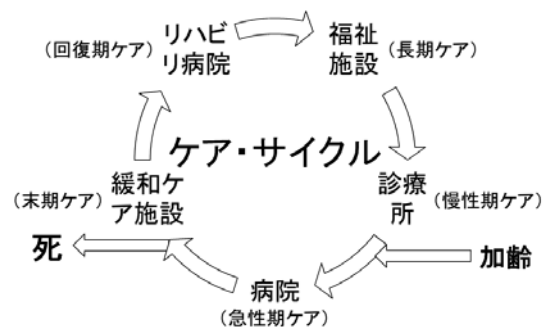 (回復期ケア)
リハビ
リ病院
福祉
施設
(長期ケア)
ケア・サイクル
(末期ケア)
緩和ケ
ア施設
診療
所
(慢性期ケア)
死
加齢
病院
(急性期ケア)